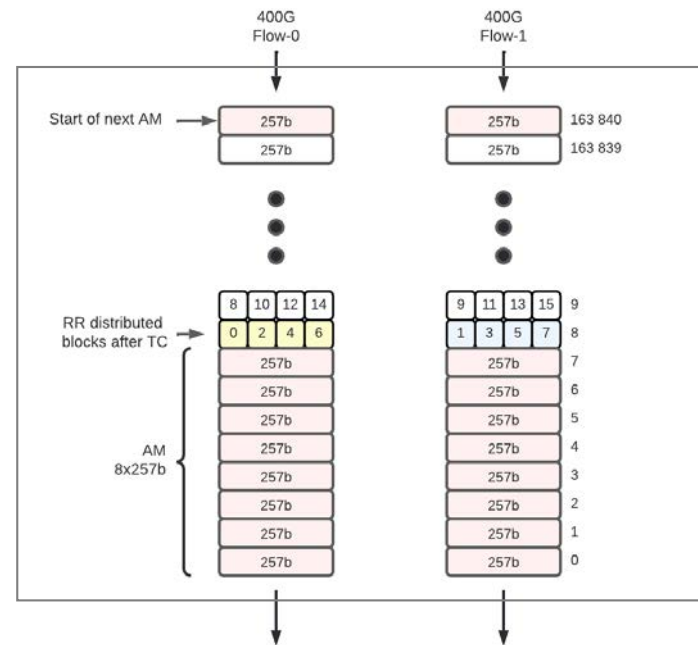 400G 400G
Flow-0 Flow-1
Start of next AM 257b 257b 163 840
257b 257b 163 839
8 10 12 14 9 11 13 15 9
RR distributed
blocks after TC
0 2 4 6 1 3 5 7 8
257b 257b 7
257b 257b 6
257b 257b 5
AM
8x257b
257b 257b 4
257b 257b 3
257b 257b 2
257b 257b 1
257b 257b 0